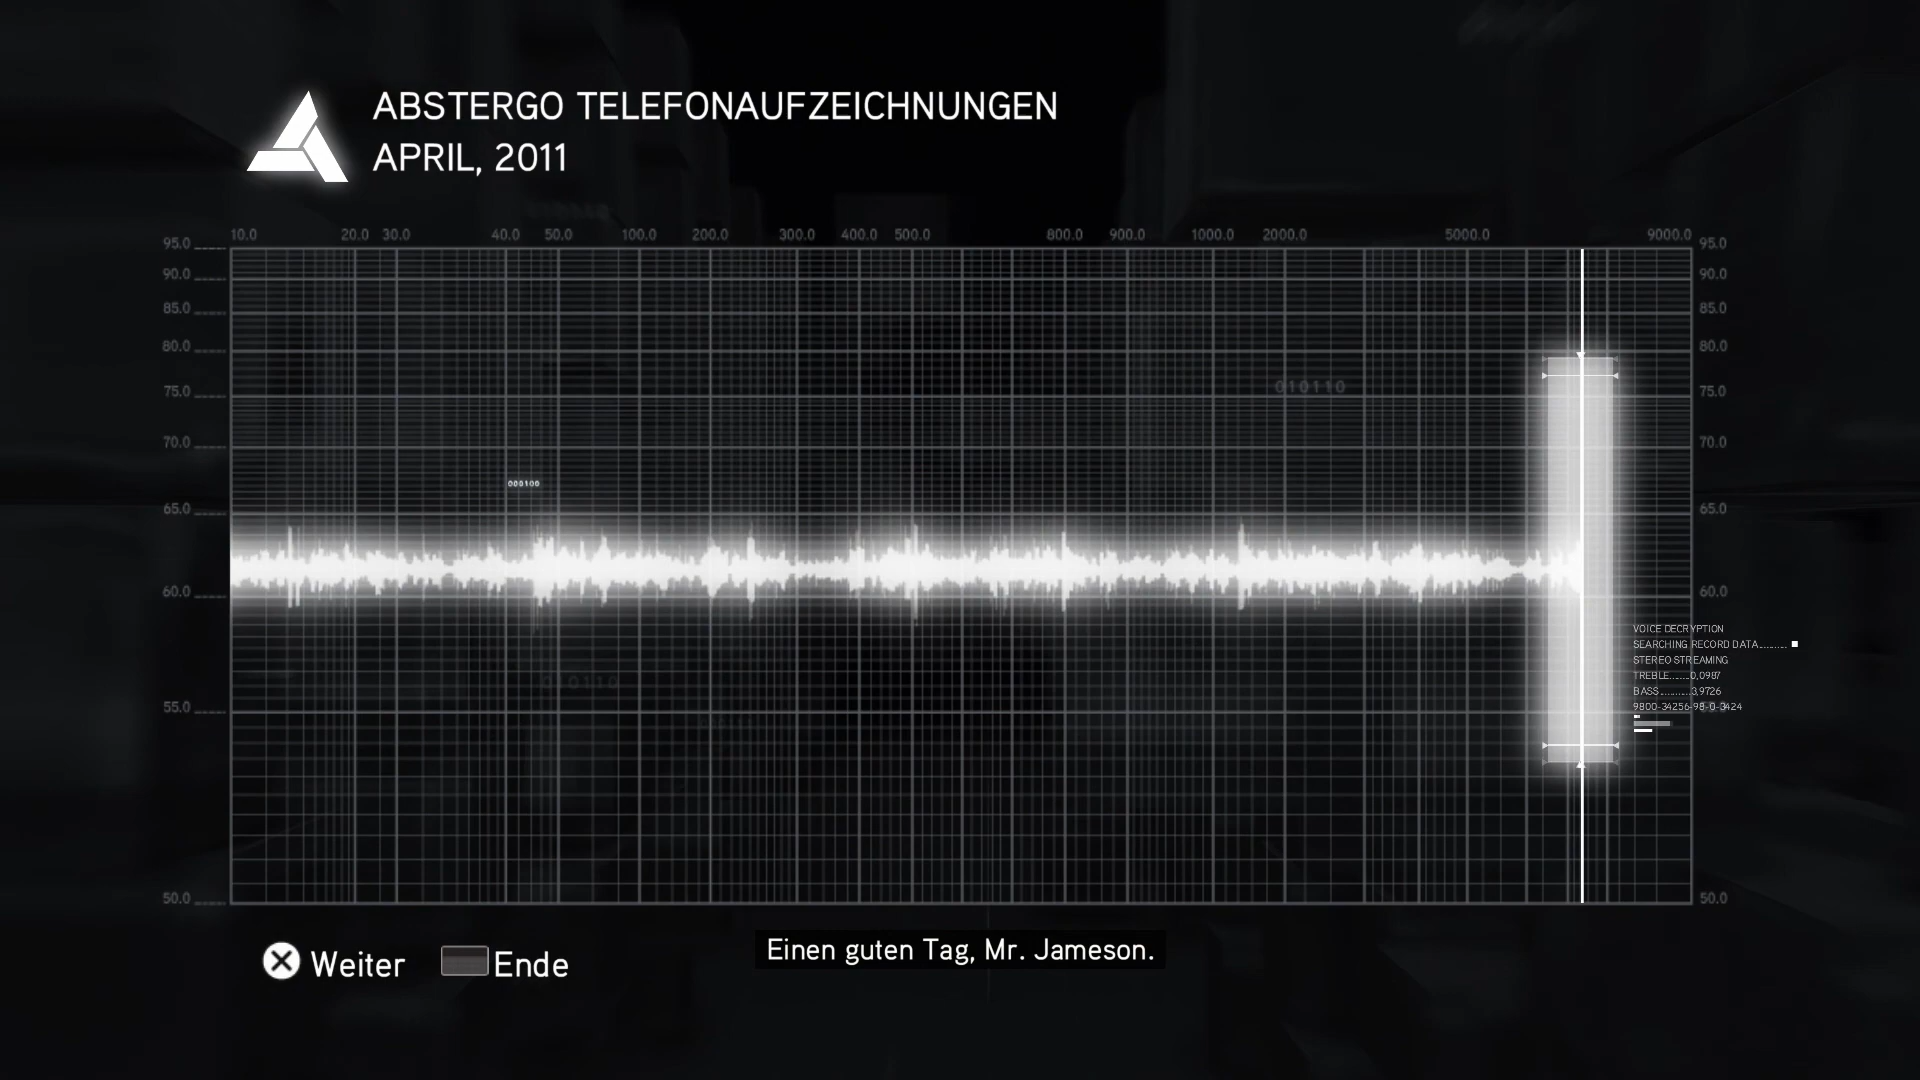 ABSTERGO TELEFONAUFZEICHNUNGEN
APRIL, 2011
10.0 20.0 30.0 40.0 50.0 100.0 200.0 300.0 400.0 500.0 800.0 900.0 1000.0 2000.0 5000.0 9000.0
95.0 95.0
90.0 90.0
85.0 85.0
80.0 80.0
75.0 010110 75.0
70.0 70.0
000100
65.0 65.0
60.0 60.0
VOICE DECRYPTION
SEARCHING RECORD DATA..........
STEREO STREAMING
TREBLE.......0,0987
010110
BASS...........3,9726
55.0 9800-34256-98-0-3424
50.0 50.0
Weiter Ende Einen guten Tag, Mr. Jameson.